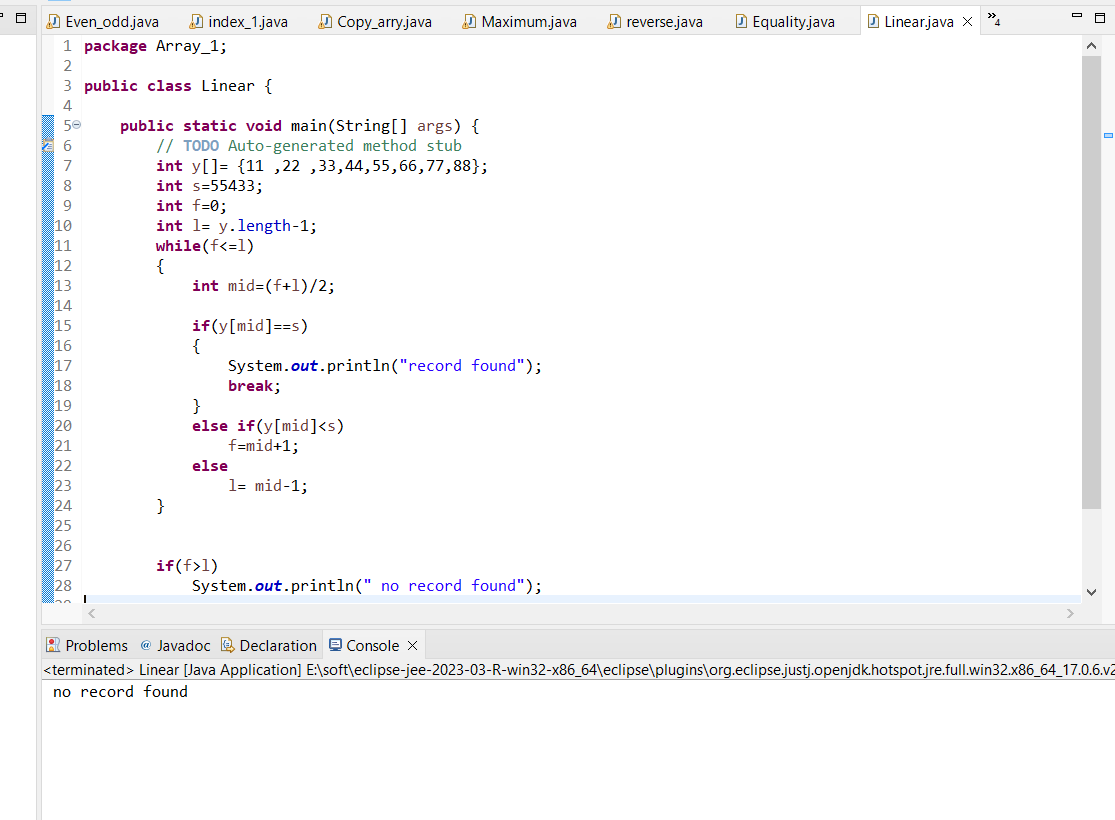 Even_odd.java index_1.java Copy_arry.java Maximum.java reverse.java Equality.java Linear.java »4
1 package Array_1;
2
3 public class Linear {
4
5 public static void main(String[] args) {
6 // TODO Auto-generated method stub
7 int y[]= {11 ,22 ,33,44,55,66,77,88};
8 int s=55433;
9 int f=0;
10 int l= y.length-1;
11 while(f<=l)
12 {
13 int mid=(f+l)/2;
14
15 if(y[mid]==s)
16 {
17 System.out.println("record found");
18 break;
19 }
20 else if(y[mid]<s)
21 f=mid+1;
22 else
23 l= mid-1;
24 }
25
26
27 if(f>l)
28 System.out.println(" no record found");
Problems @ Javadoc Declaration Console
<terminated> Linear [Java Application] E:\soft\eclipse-jee-2023-03-R-win32-x86_64\eclipse\plugins\org.eclipse.justj.openjdk.hotspot.jre.full.win32.x86_64_17.0.6.v2
no record found